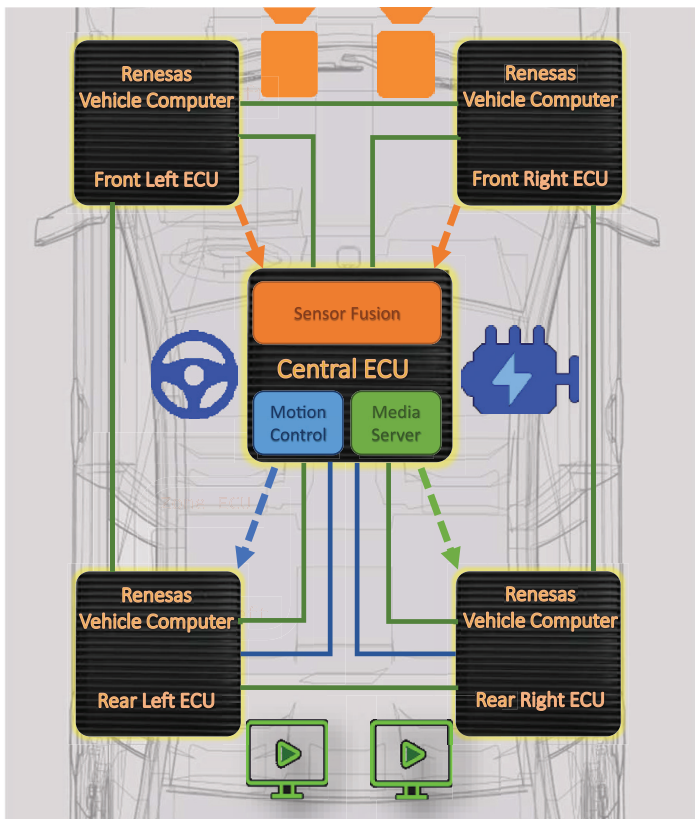 Renesas
Vehicle Computer
Front Left ECU
Renesas
Vehicle Computer
Front Right ECU
Sensor Fusion
Central ECU
Motion
Control
Media
Server
Renesas
Vehicle Computer
Rear Left ECU
Renesas
Vehicle Computer
Rear Right ECU